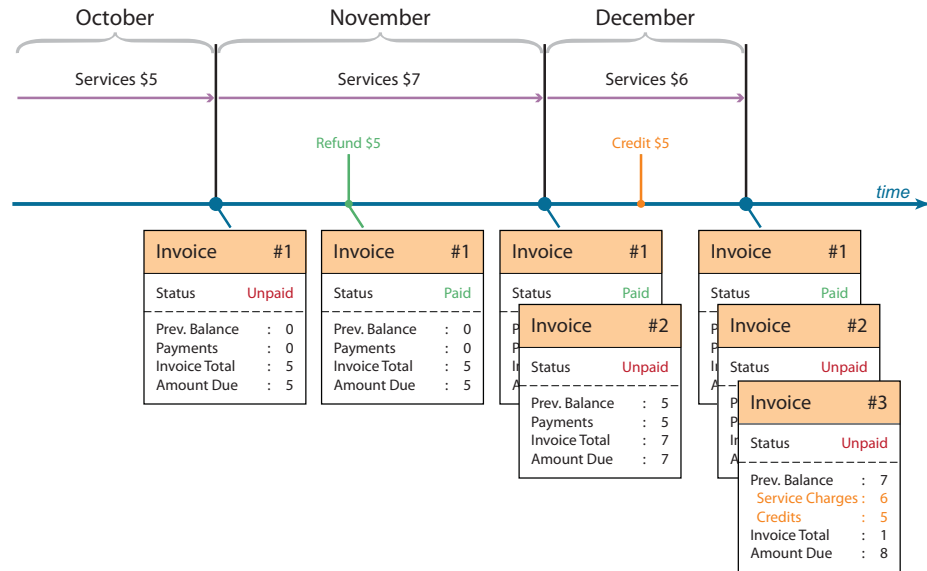 October
November
December
Services $5
Services $7
Services $6
Refund $5
Credit $5
time
Invoice #1
Status Unpaid
Prev. Balance : 0
Payments : 0
Invoice Total : 5
Amount Due : 5
Invoice #1
Status Paid
Prev. Balance : 0
Payments : 0
Invoice Total : 5
Amount Due : 5
Invoice #1
Status Paid
Invoice #2
Status Unpaid
Prev. Balance : 5
Payments : 5
Invoice Total : 7
Amount Due : 7
Invoice #1
Status Paid
Invoice #2
Status Unpaid
Invoice #3
Status Unpaid
Prev. Balance : 7
Service Charges : 6
Credits : 5
Invoice Total : 1
Amount Due : 8